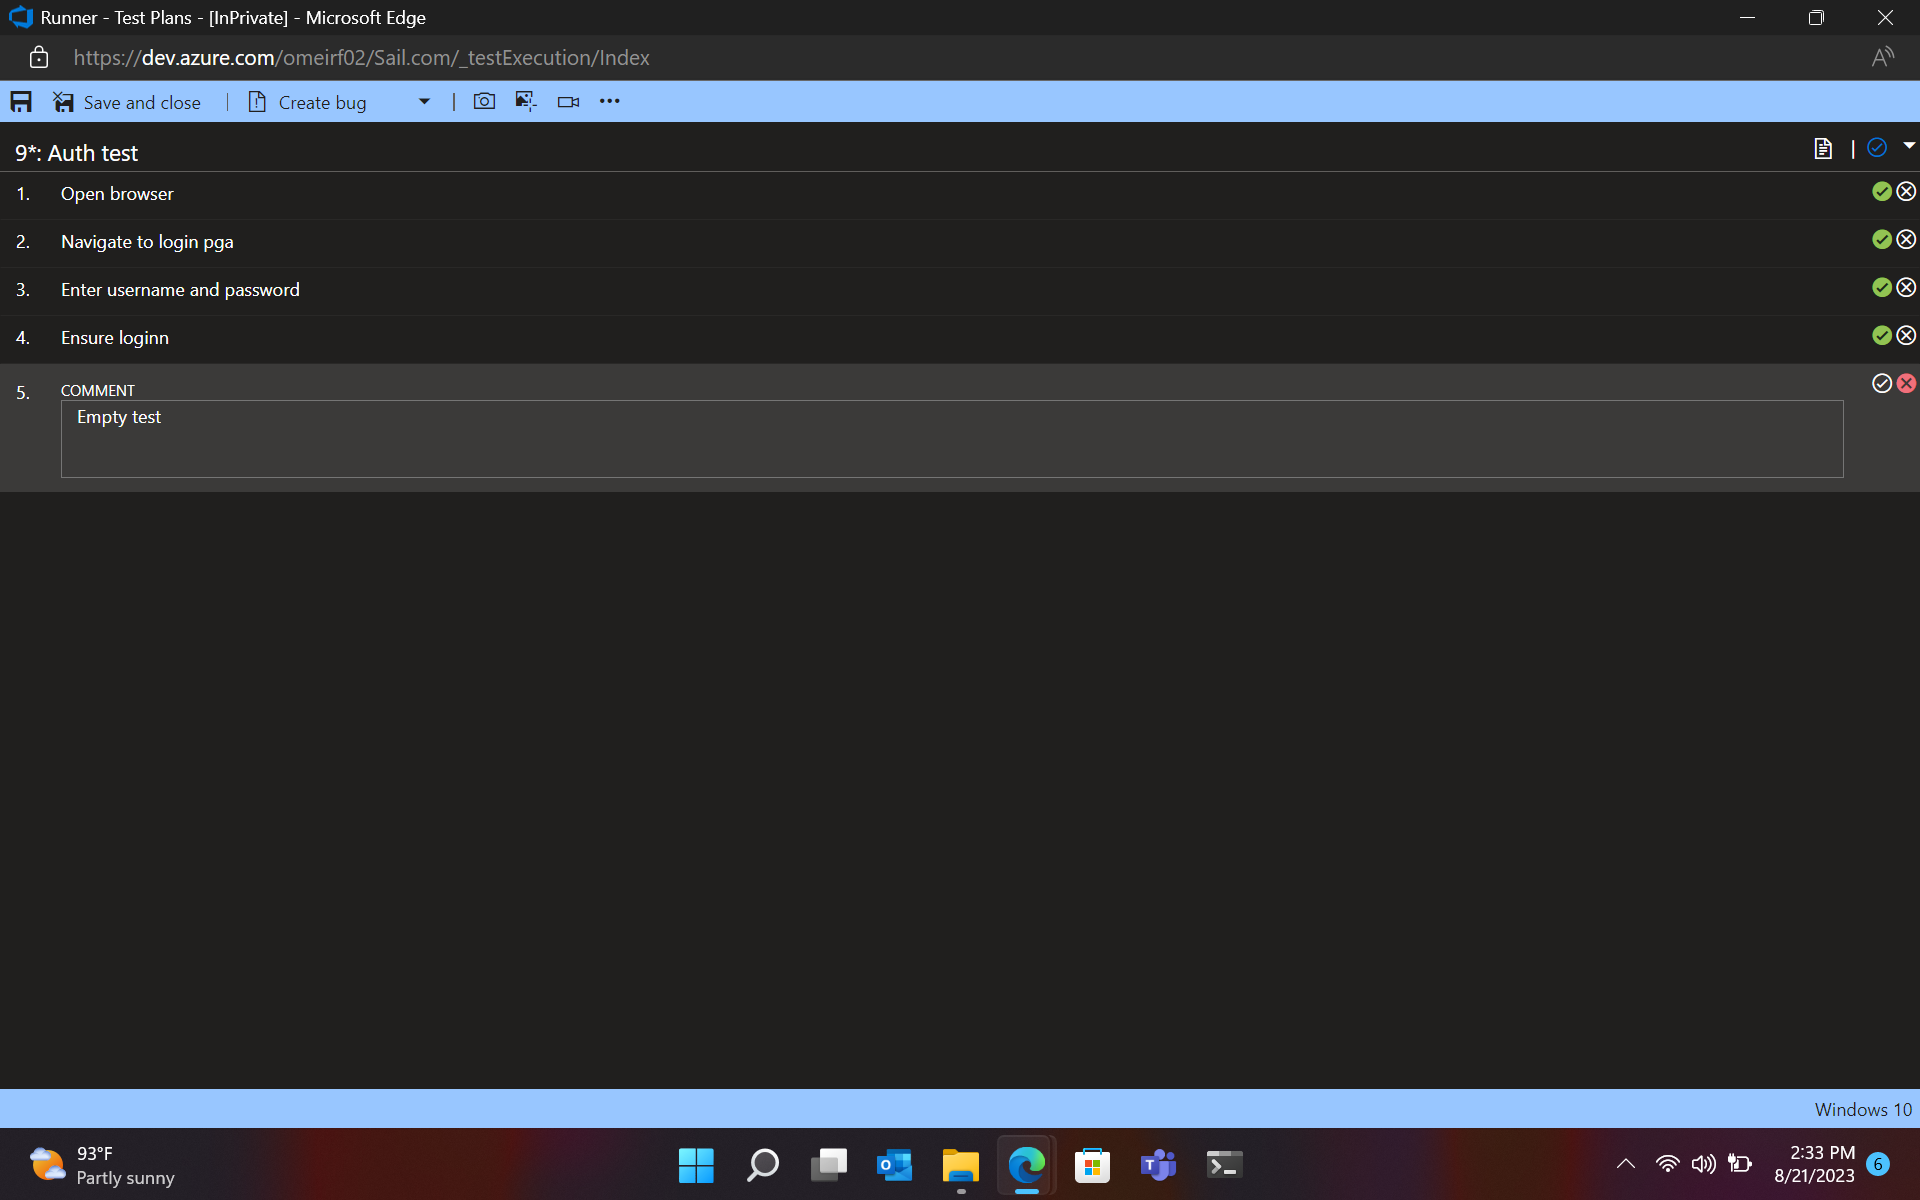 Runner - Test Plans - [InPrivate] - Microsoft Edge
https://dev.azure.com/omeirf02/Sail.com/_testExecution/Index
Save and close | Create bug |
9*: Auth test
1. Open browser
2. Navigate to login pga
3. Enter username and password
4. Ensure loginn
5. COMMENT
Empty test
Windows 10
93°F
Partly sunny
2:33 PM
8/21/2023
6